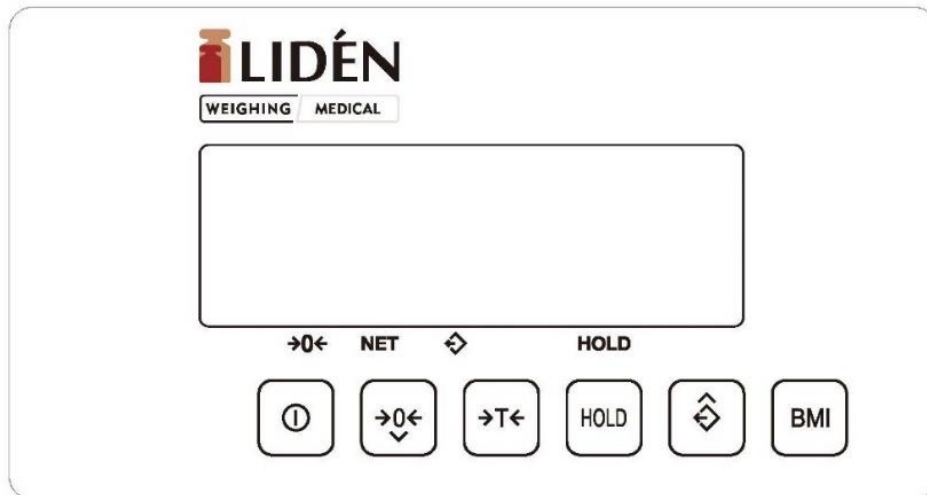 LIDÉN
WEIGHING MEDICAL
→0← NET HOLD
→0← →T← HOLD BMI